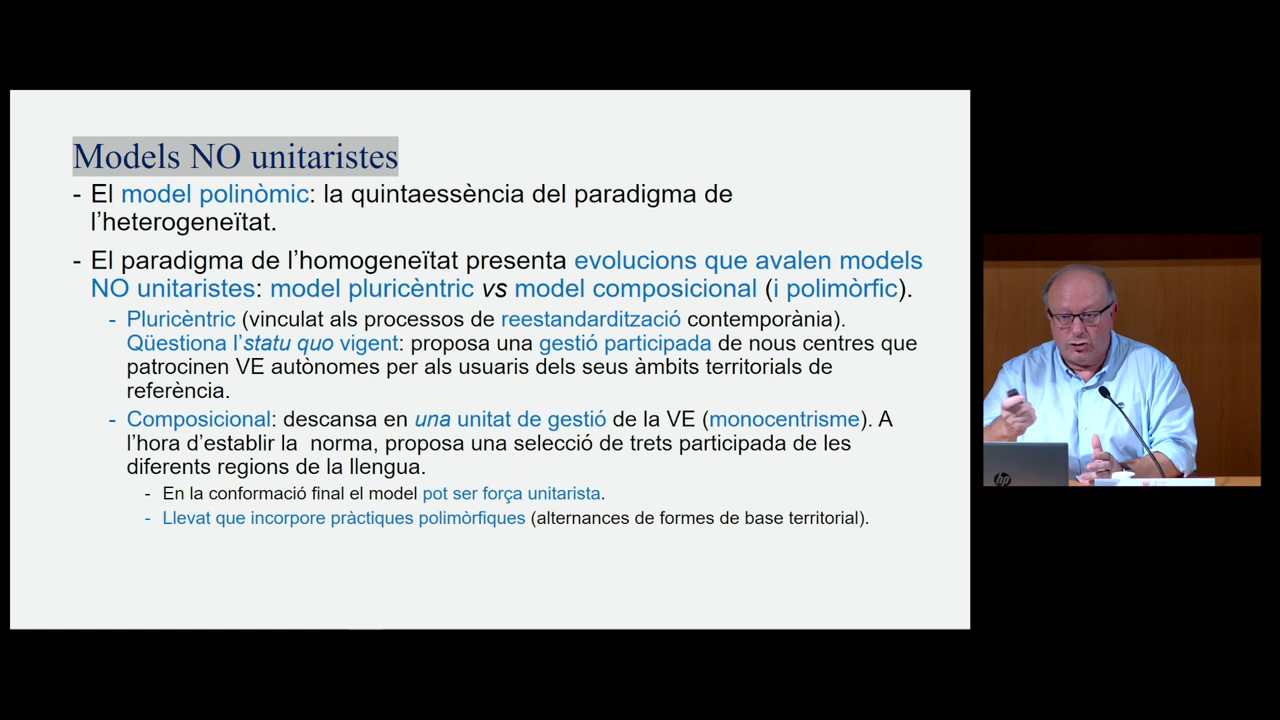 Models NO unitaristes
- El model polinòmic: la quintaessència del paradigma de
l’heterogeneïtat.
- El paradigma de l’homogeneïtat presenta evolucions que avalen models
NO unitaristes: model pluricèntric vs model composicional (i polimòrfic).
- Pluricèntric (vinculat als processos de reestandardització contemporània).
Qüestiona l’statu quo vigent: proposa una gestió participada de nous centres que
patrocinen VE autònomes per als usuaris dels seus àmbits territorials de
referència.
- Composicional: descansa en una unitat de gestió de la VE (monocentrisme). A
l’hora d’establir la  norma, proposa una selecció de trets participada de les
diferents regions de la llengua.
- En la conformació final el model pot ser força unitarista.
- Llevat que incorpore pràctiques polimòrfiques (alternances de formes de base territorial).
hp